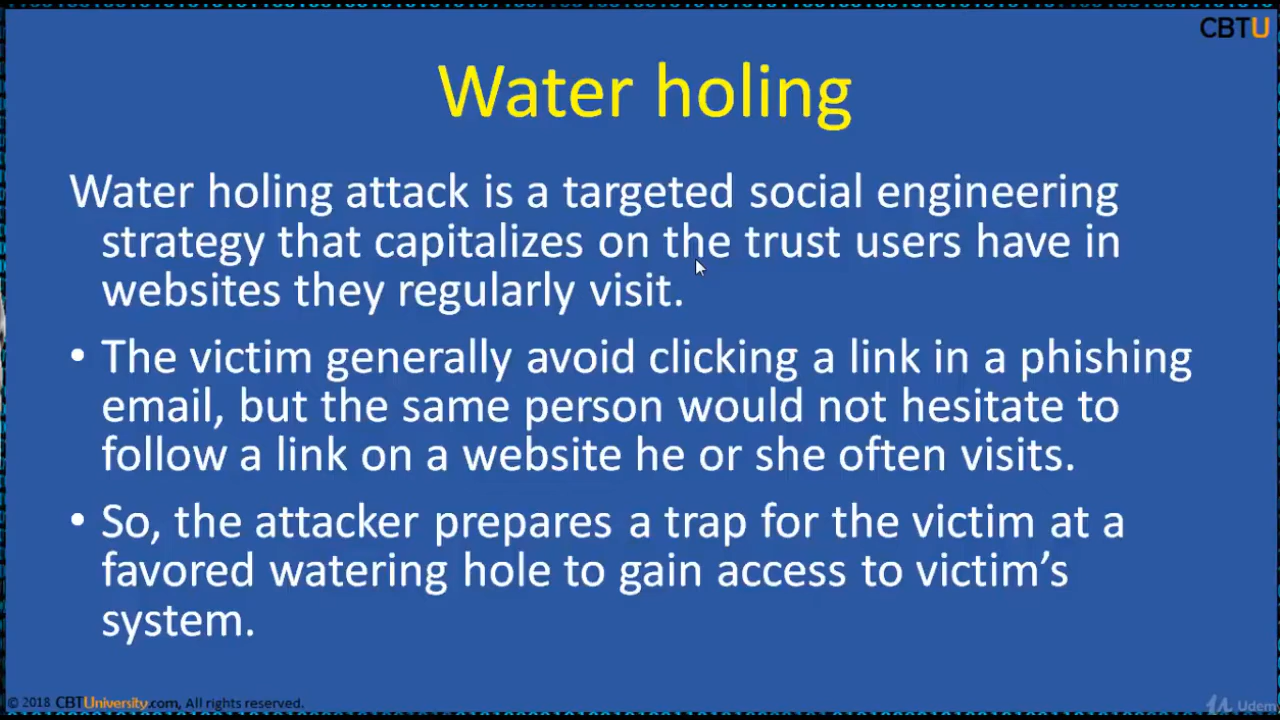 CBTU
Water holing
Water holing attack is a targeted social engineering
strategy that capitalizes on the trust users have in
websites they regularly visit.
• The victim generally avoid clicking a link in a phishing
email, but the same person would not hesitate to
follow a link on a website he or she often visits.
• So, the attacker prepares a trap for the victim at a
favored watering hole to gain access to victim’s
system.
© 2018 CBTUniversity.com, All rights reserved.